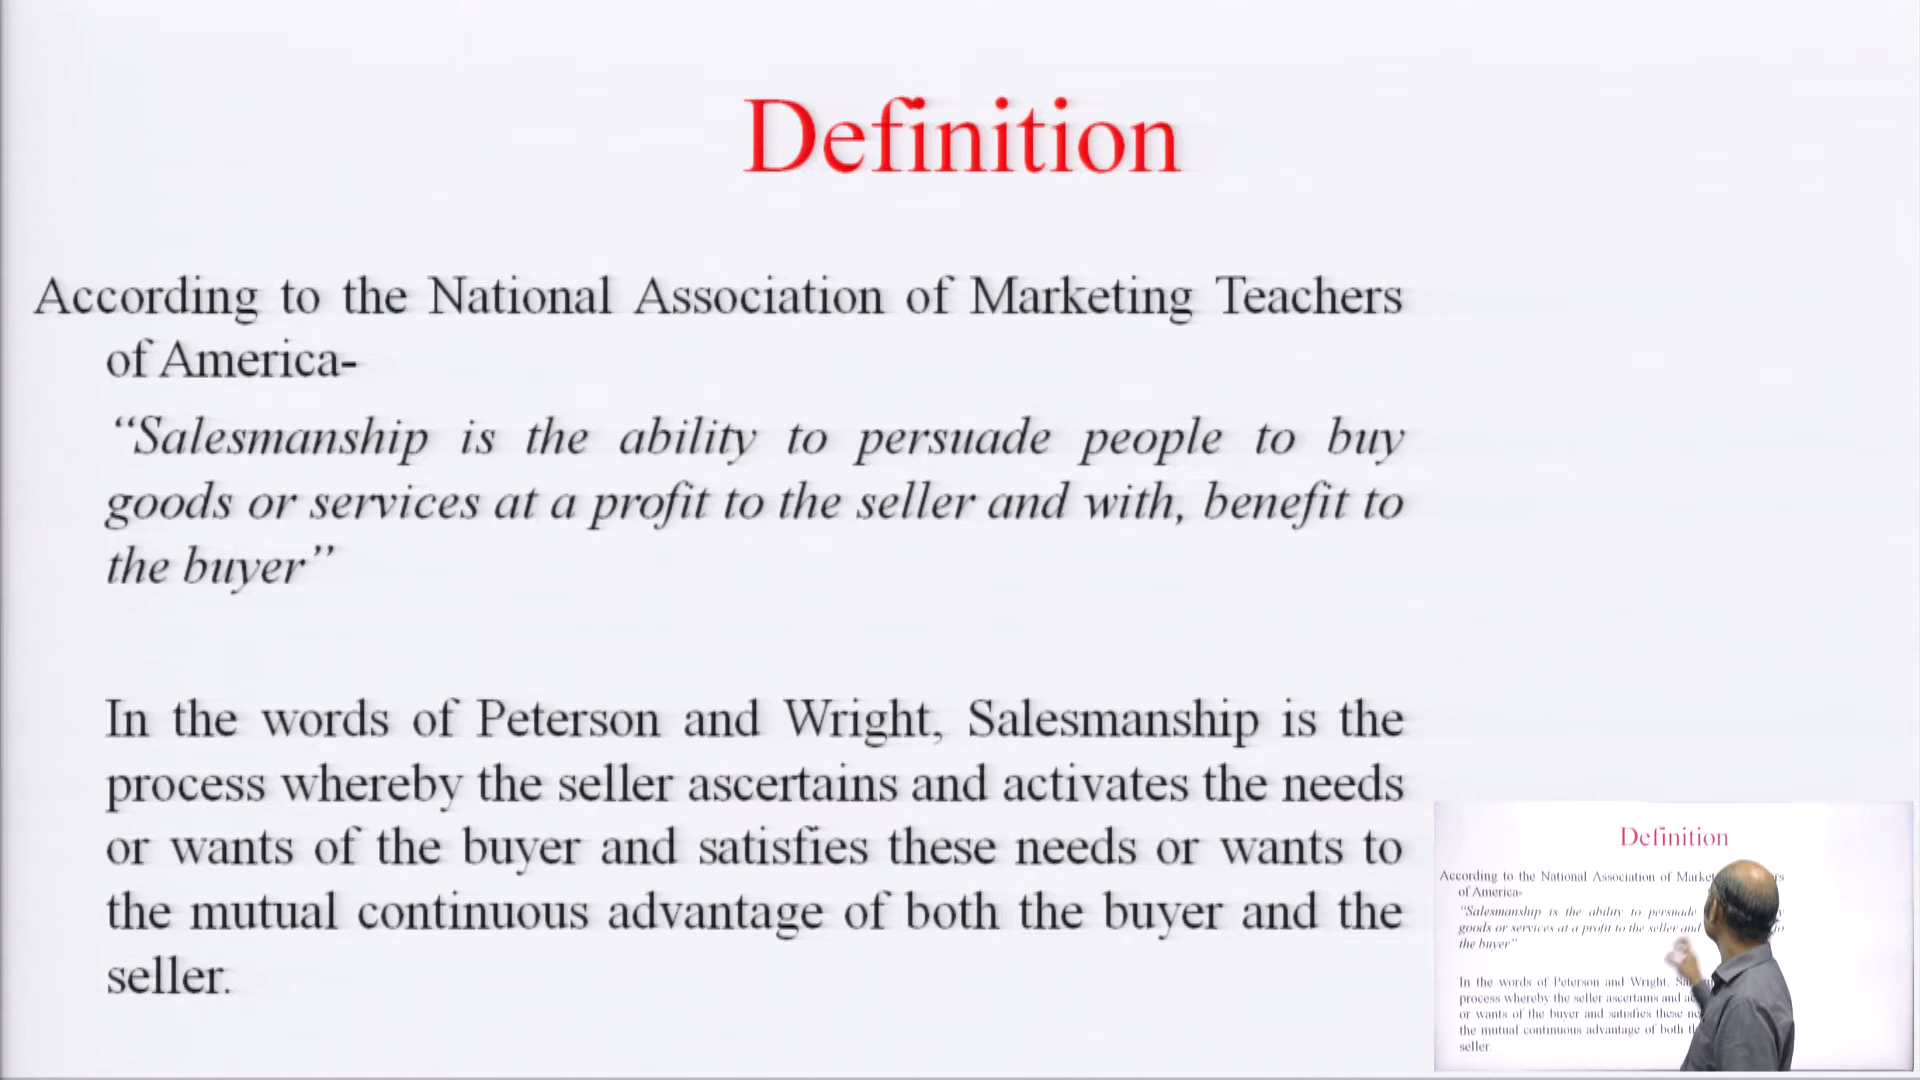 Definition
According to the National Association of Marketing Teachers
of America-
“Salesmanship is the ability to persuade people to buy
goods or services at a profit to the seller and with, benefit to
the buyer”
In the words of Peterson and Wright, Salesmanship is the
process whereby the seller ascertains and activates the needs
or wants of the buyer and satisfies these needs or wants to
the mutual continuous advantage of both the buyer and the
seller.
Definition
According to the National Association of
of America-
“Salesmanship is the ability to persuade
goods or services at a profit to the seller and
the buyer”
In the words of Peterson and Wright,
process whereby the seller ascertains and
or wants of the buyer and satisfies these
the mutual continuous advantage of both
seller.